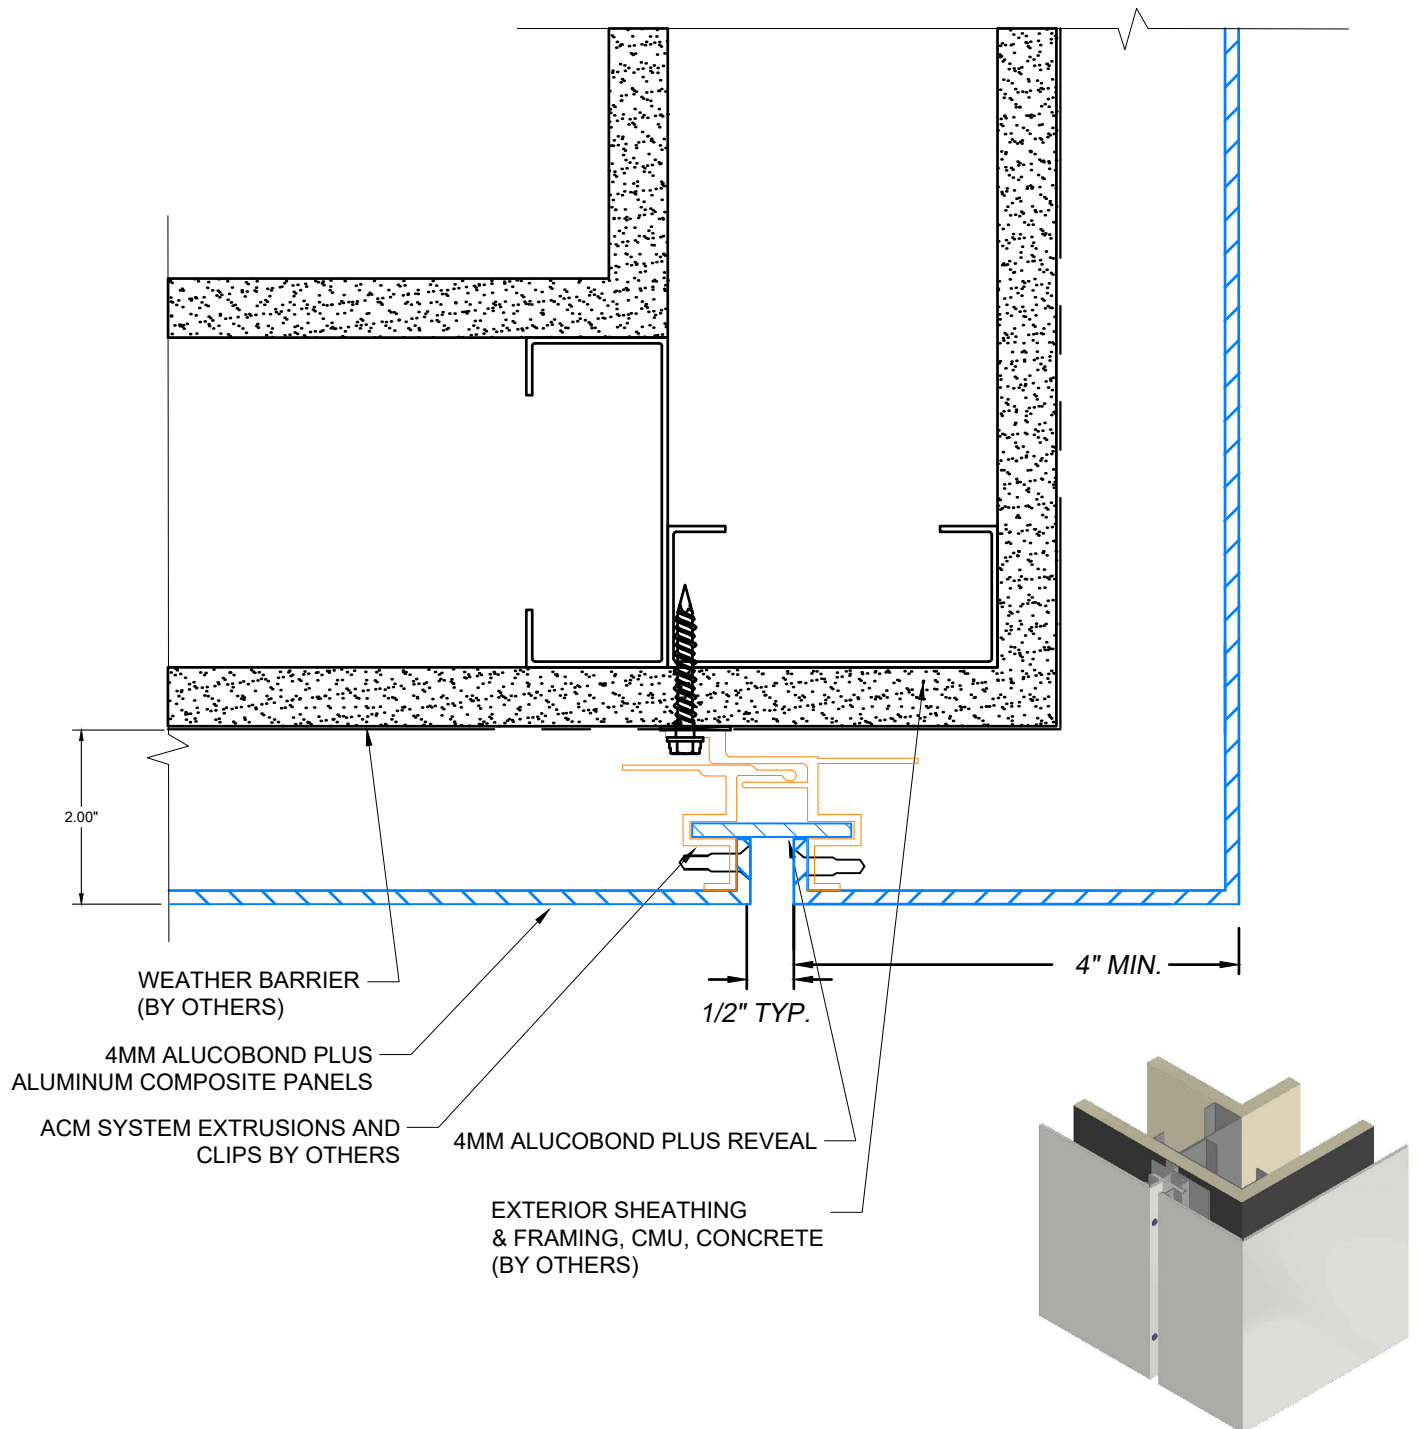 2.00"
WEATHER BARRIER
(BY OTHERS)
4" MIN.
1/2" TYP.
4MM ALUCOBOND PLUS
ALUMINUM COMPOSITE PANELS
ACM SYSTEM EXTRUSIONS AND
CLIPS BY OTHERS
4MM ALUCOBOND PLUS REVEAL
EXTERIOR SHEATHING
& FRAMING, CMU, CONCRETE
(BY OTHERS)